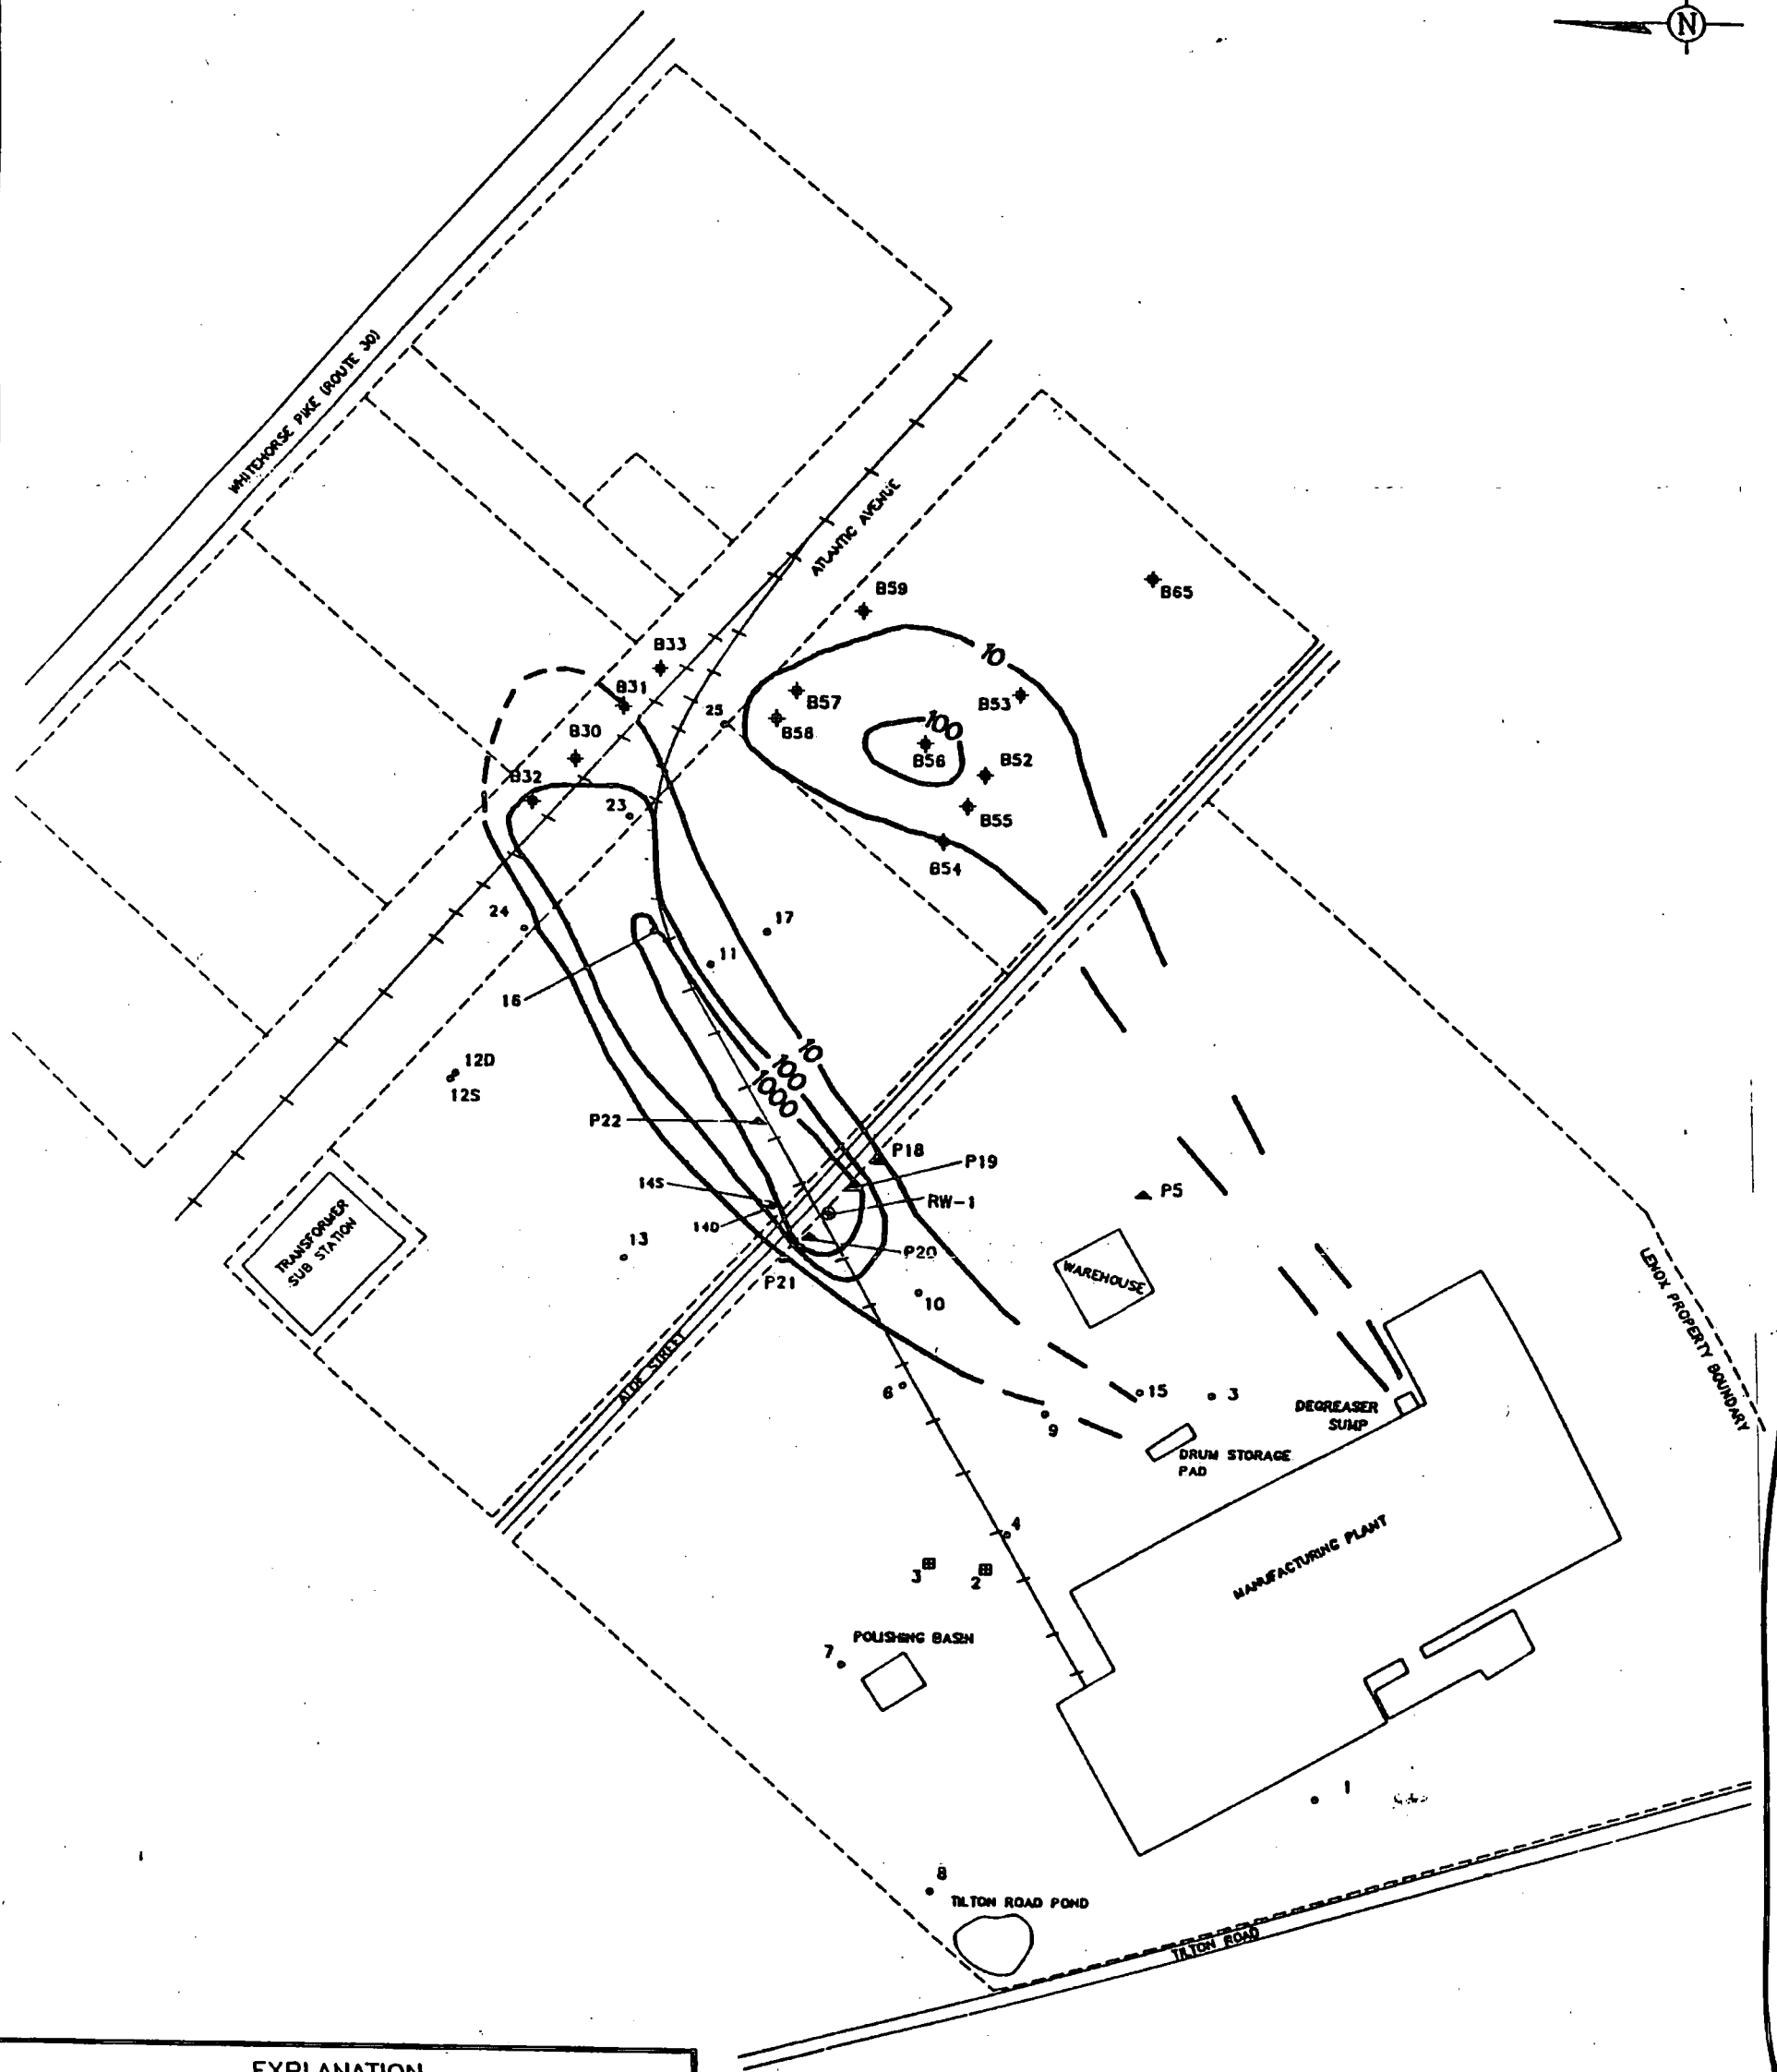 N
WHITEHORSE PIKE (ROUTE 30)
ATLANTIC AVENUE
B59
B65
B33
10
B31
B57
B53
25
B58
100
B30
B56
B52
B32
23
B55
B54
24
17
11
16
10
12D
100
12S
1000
P22
P18
P19
14S
P5
RW-1
14D
TRANSFORMER
SUB STATION
13
P20
WAREHOUSE
P21
10
LENOX PROPERTY BOUNDARY
ALOE STREET
6
15
3
DEGREASER
SUMP
9
DRUM STORAGE
PAD
4
MANUFACTURING PLANT
3
2
POLISHING BASIN
7
1
8
TILTON ROAD POND
TILTON ROAD
EXPLANATION